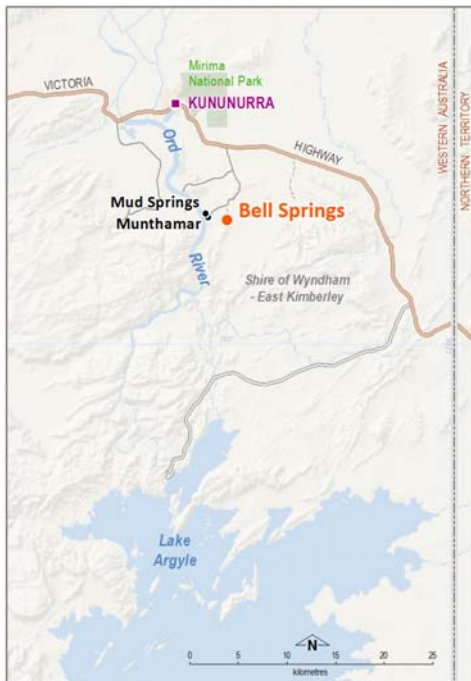 Mirima
National Park
VICTORIA
KUNUNURRA
Ord
HIGHWAY
WESTERN AUSTRALIA
NORTHERN TERRITORY
Mud Springs
Munthamar
Bell Springs
River
Shire of Wyndham
- East Kimberley
Lake
Argyle
N
0 5 10 15 20 25
kilometres